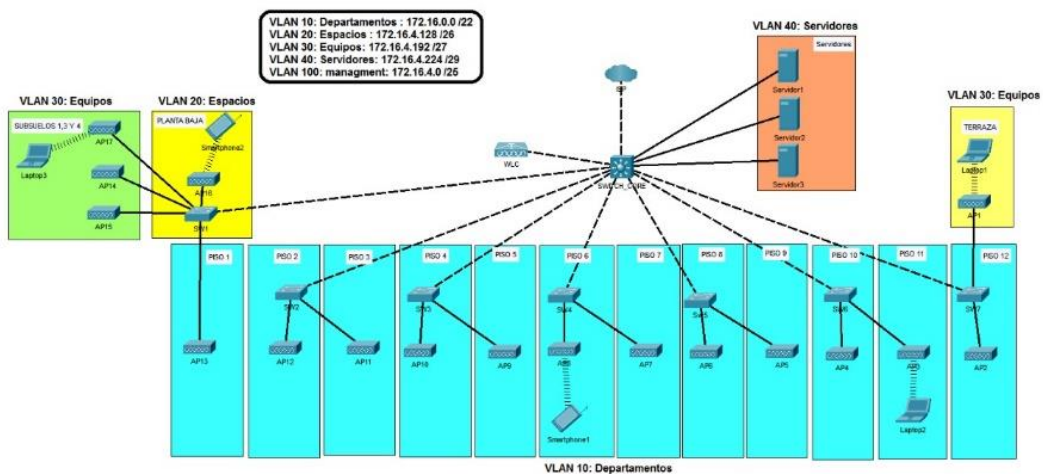 VLAN 10: Departamentos : 172.16.0.0 /22
VLAN 20: Espacios : 172.16.4.128 /26
VLAN 30: Equipos: 172.16.4.192 /27
VLAN 40: Servidores: 172.16.4.224 /29
VLAN 100: managment: 172.16.4.0 /25
VLAN 40: Servidores
Servidores
Servidor1
Servidor2
Servidor3
ISP
WLC
SWITCH_CORE
VLAN 30: Equipos
SUBSUELOS 1,3 Y 4
AP17
Laptop3
AP14
AP15
VLAN 20: Espacios
PLANTA BAJA
Smartphone2
AP16
SW1
VLAN 30: Equipos
TERRAZA
Laptop1
AP1
PISO 1
PISO 2
PISO 3
PISO 4
PISO 5
PISO 6
PISO 7
PISO 8
PISO 9
PISO 10
PISO 11
PISO 12
SW2
SW3
SW4
SW5
SW6
SW7
AP13
AP12
AP11
AP10
AP9
AP8
AP7
AP6
AP5
AP4
AP3
AP2
Smartphone1
Laptop2
VLAN 10: Departamentos